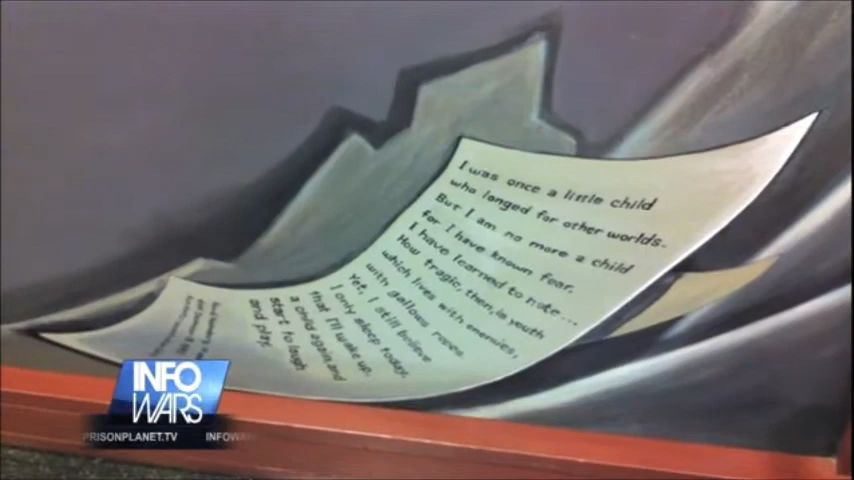 I was once a little child
who longed for other worlds.
But I am no more a child
for I have known fear,
I have learned to hate...
How tragic, then, is youth
which lives with enemies,
with gallows ropes.
Yet, I still believe
I only sleep today,
that I'll wake up,
a child again, and
start to laugh
and play.
INFO
WARS
PRISONPLANET.TV INFOWA